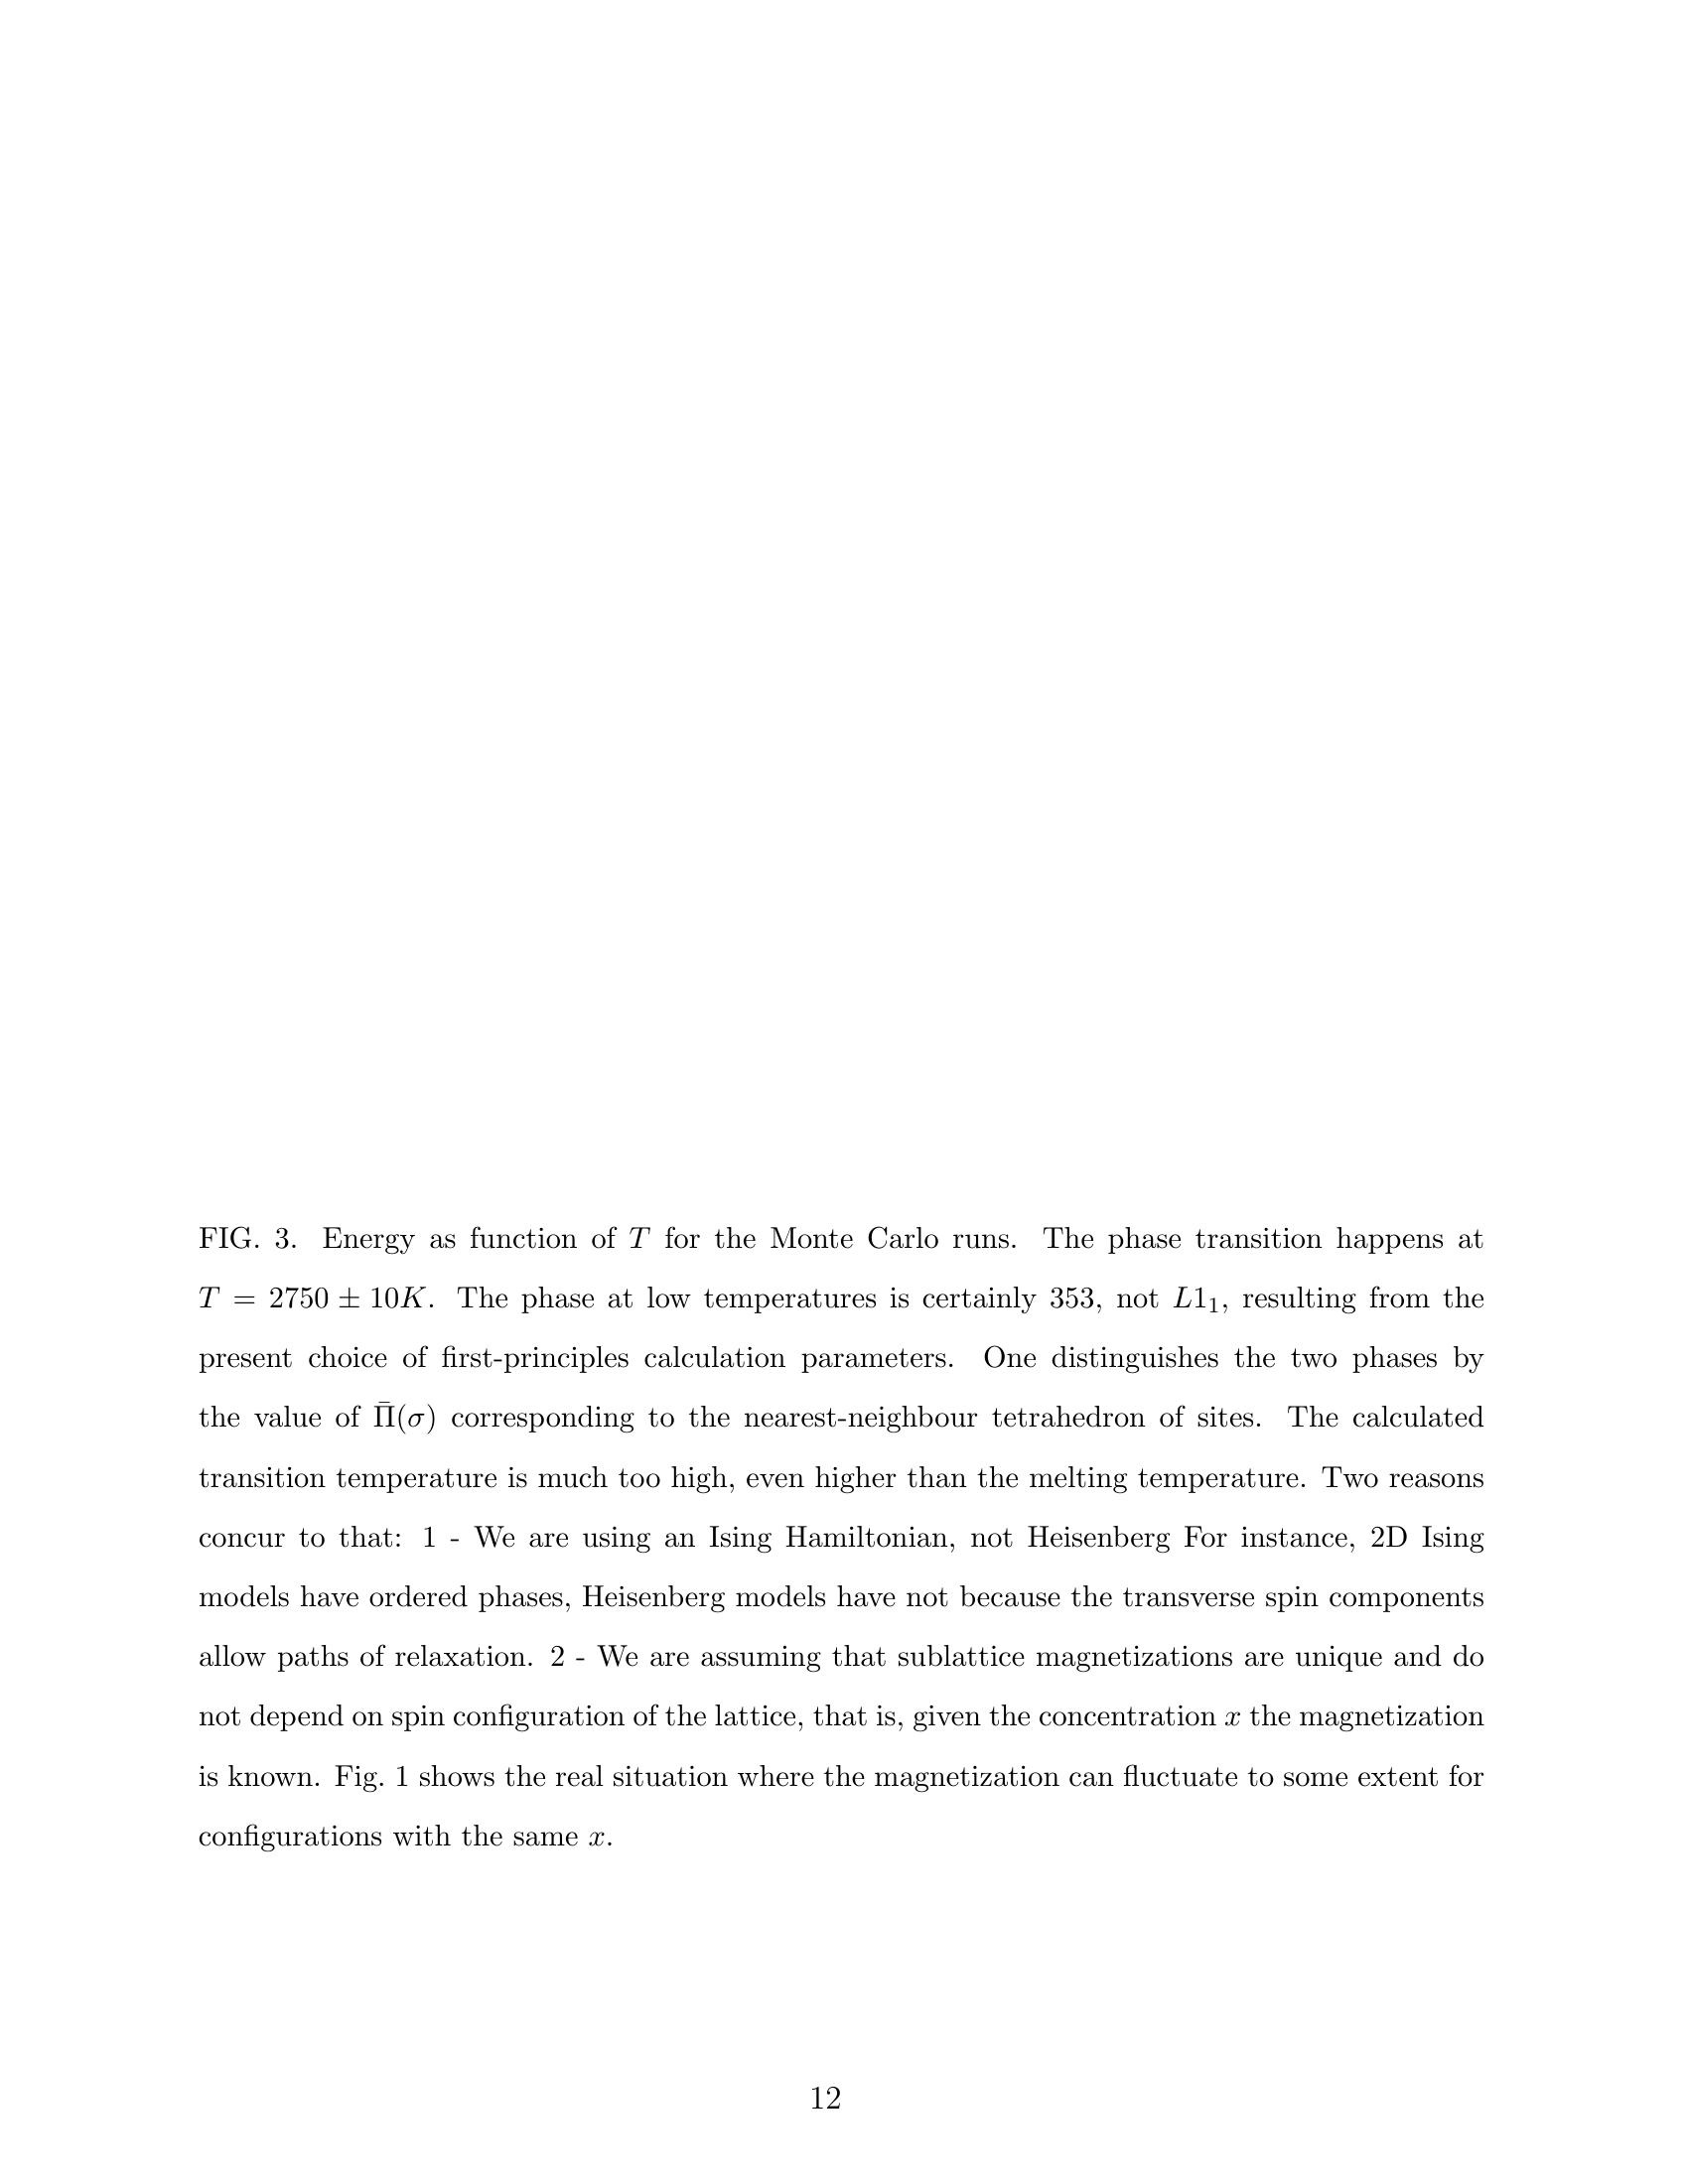 FIG. 3. Energy as function of T for the Monte Carlo runs. The phase transition happens at
T = 2750 ± 10K. The phase at low temperatures is certainly 353, not L1₁, resulting from the
present choice of first-principles calculation parameters. One distinguishes the two phases by
the value of Π̄(σ) corresponding to the nearest-neighbour tetrahedron of sites. The calculated
transition temperature is much too high, even higher than the melting temperature. Two reasons
concur to that: 1 - We are using an Ising Hamiltonian, not Heisenberg For instance, 2D Ising
models have ordered phases, Heisenberg models have not because the transverse spin components
allow paths of relaxation. 2 - We are assuming that sublattice magnetizations are unique and do
not depend on spin configuration of the lattice, that is, given the concentration x the magnetization
is known. Fig. 1 shows the real situation where the magnetization can fluctuate to some extent for
configurations with the same x.
12